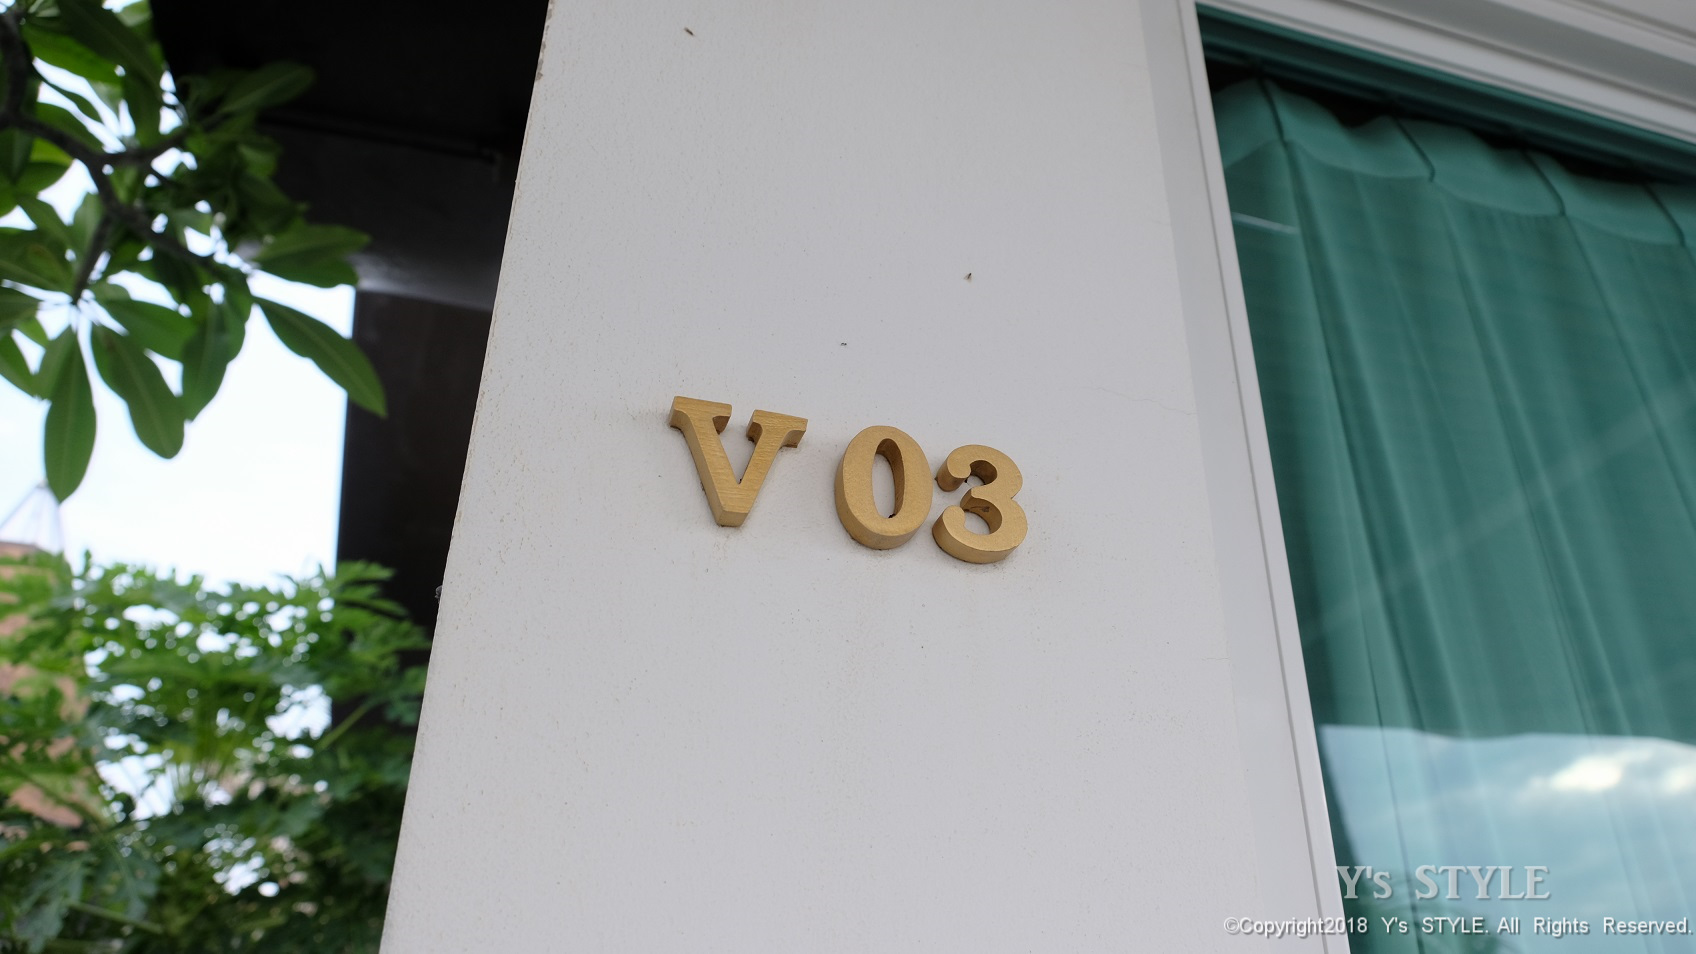 V 03
Y's STYLE
©Copyright2018 Y's STYLE. All Rights Reserved.